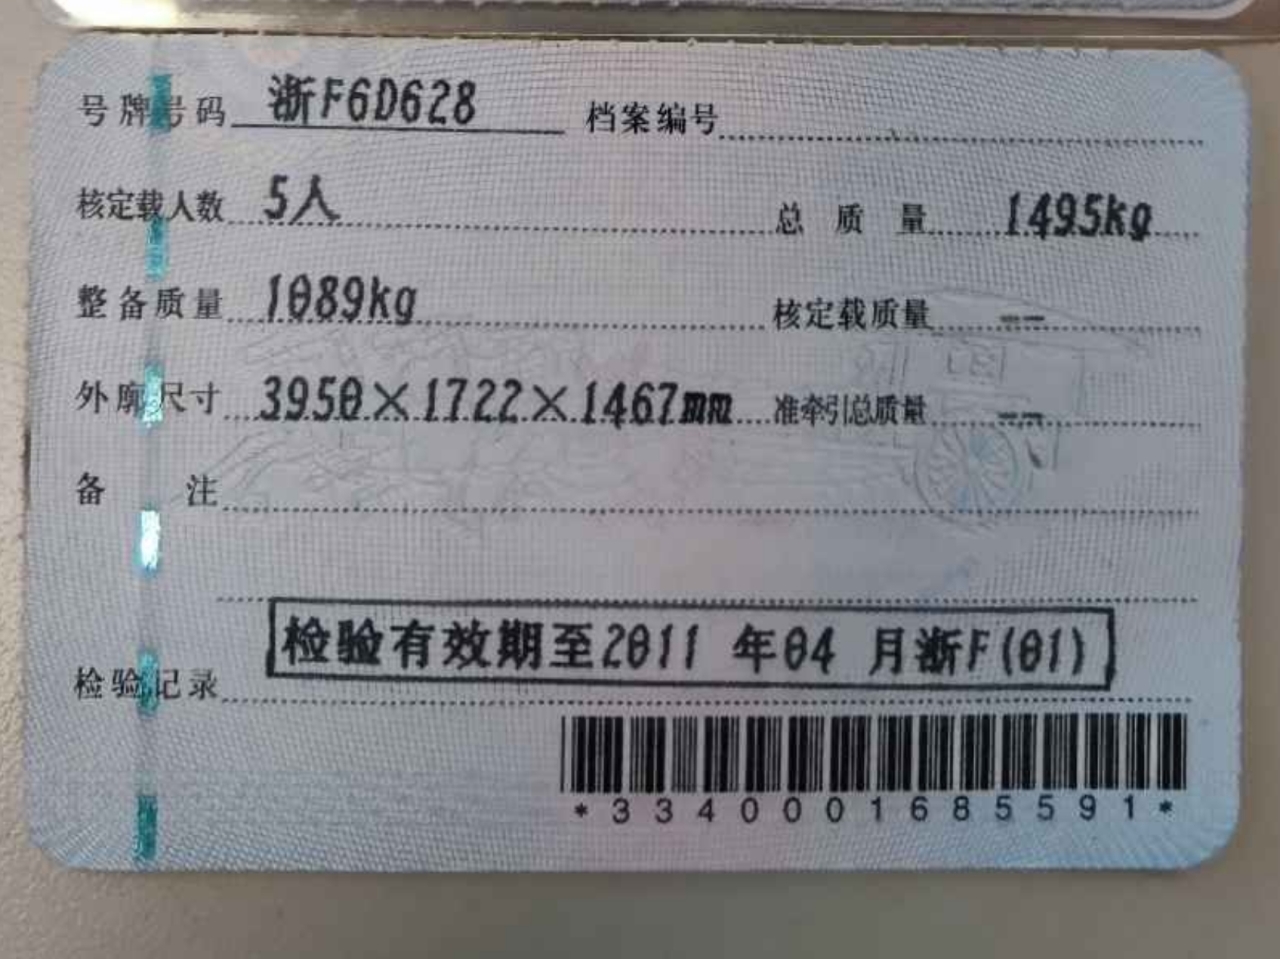 号牌号码 浙F6D628 档案编号
核定载人数 5人 总质量 1495kg
整备质量 1089kg 核定载质量 --
外廓尺寸 3950×1722×1467mm 准牵引总质量 --
备注
检验有效期至2011 年04 月浙F(01)
检验记录
*3340001685591*